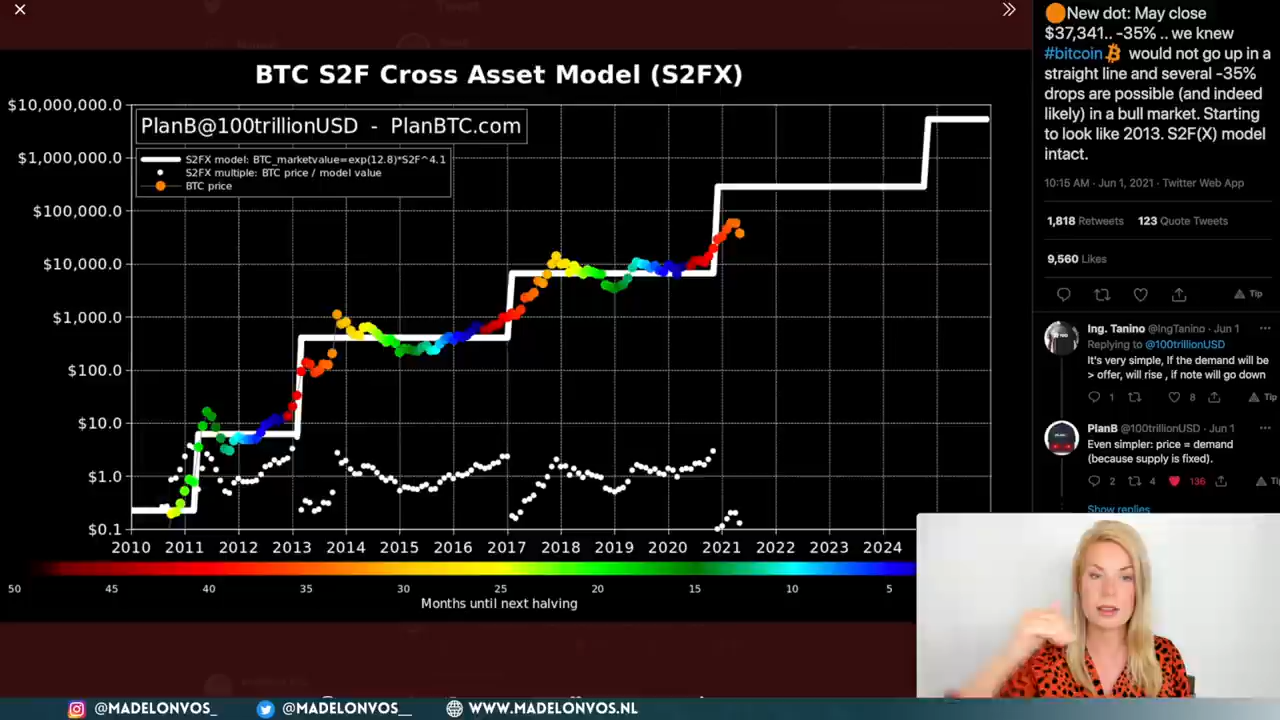 BTC S2F Cross Asset Model (S2FX)
$10,000,000.0
$1,000,000.0
$100,000.0
$10,000.0
$1,000.0
$100.0
$10.0
$1.0
$0.1
PlanB@100trillionUSD - PlanBTC.com
S2FX model: BTC_marketvalue=exp(12.8)*S2F^4.1
S2FX multiple: BTC price / model value
BTC price
2010 2011 2012 2013 2014 2015 2016 2017 2018 2019 2020 2021 2022 2023 2024
50 45 40 35 30 25 20 15 10 5
Months until next halving
New dot: May close
$37,341.. -35% .. we knew
#bitcoin would not go up in a
straight line and several -35%
drops are possible (and indeed
likely) in a bull market. Starting
to look like 2013. S2F(X) model
intact.
10:15 AM · Jun 1, 2021 · Twitter Web App
1,818 Retweets 123 Quote Tweets
9,560 Likes
Tip
Ing. Tanino @IngTanino · Jun 1
Replying to @100trillionUSD
It's very simple, If the demand will be
> offer, will rise , if note will go down
1 8 Tip
PlanB @100trillionUSD · Jun 1
Even simpler: price = demand
(because supply is fixed).
2 4 136 Ti
Show replies
@MADELONVOS_ @MADELONVOS__ WWW.MADELONVOS.NL